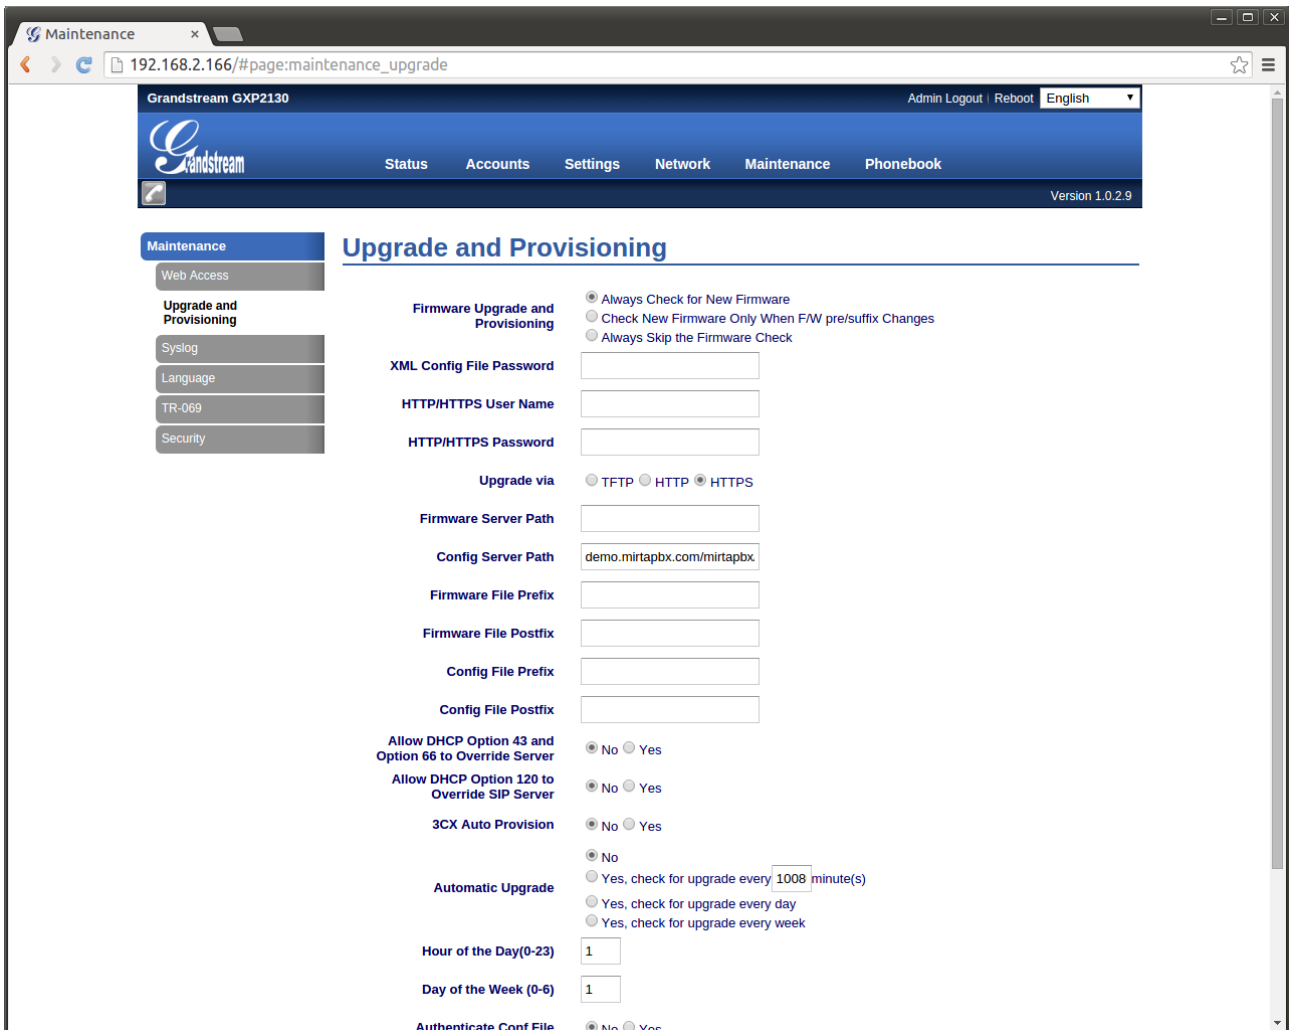 Maintenance ×
192.168.2.166/#page:maintenance_upgrade
Grandstream GXP2130
Admin Logout | Reboot English
Grandstream
Status Accounts Settings Network Maintenance Phonebook
Version 1.0.2.9
Maintenance
Web Access
Upgrade and
Provisioning
Syslog
Language
TR-069
Security
Upgrade and Provisioning
Firmware Upgrade and
Provisioning
Always Check for New Firmware
Check New Firmware Only When F/W pre/suffix Changes
Always Skip the Firmware Check
XML Config File Password
HTTP/HTTPS User Name
HTTP/HTTPS Password
Upgrade via TFTP HTTP HTTPS
Firmware Server Path
Config Server Path demo.mirtapbx.com/mirtapbx
Firmware File Prefix
Firmware File Postfix
Config File Prefix
Config File Postfix
Allow DHCP Option 43 and
Option 66 to Override Server
No Yes
Allow DHCP Option 120 to
Override SIP Server
No Yes
3CX Auto Provision No Yes
Automatic Upgrade
No
Yes, check for upgrade every 1008 minute(s)
Yes, check for upgrade every day
Yes, check for upgrade every week
Hour of the Day(0-23) 1
Day of the Week (0-6) 1
Authenticate Conf File No Yes